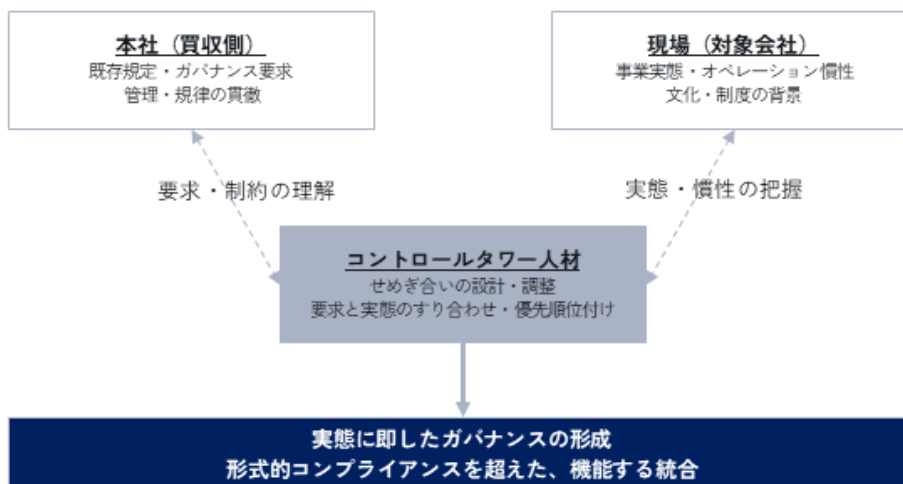 本社（買収側）
既存規定・ガバナンス要求
管理・規律の貫徹
現場（対象会社）
事業実態・オペレーション慣性
文化・制度の背景
要求・制約の理解
実態・慣性の把握
コントロールタワー人材
せめぎ合いの設計・調整
要求と実態のすり合わせ・優先順位付け
実態に即したガバナンスの形成
形式的コンプライアンスを超えた、機能する統合